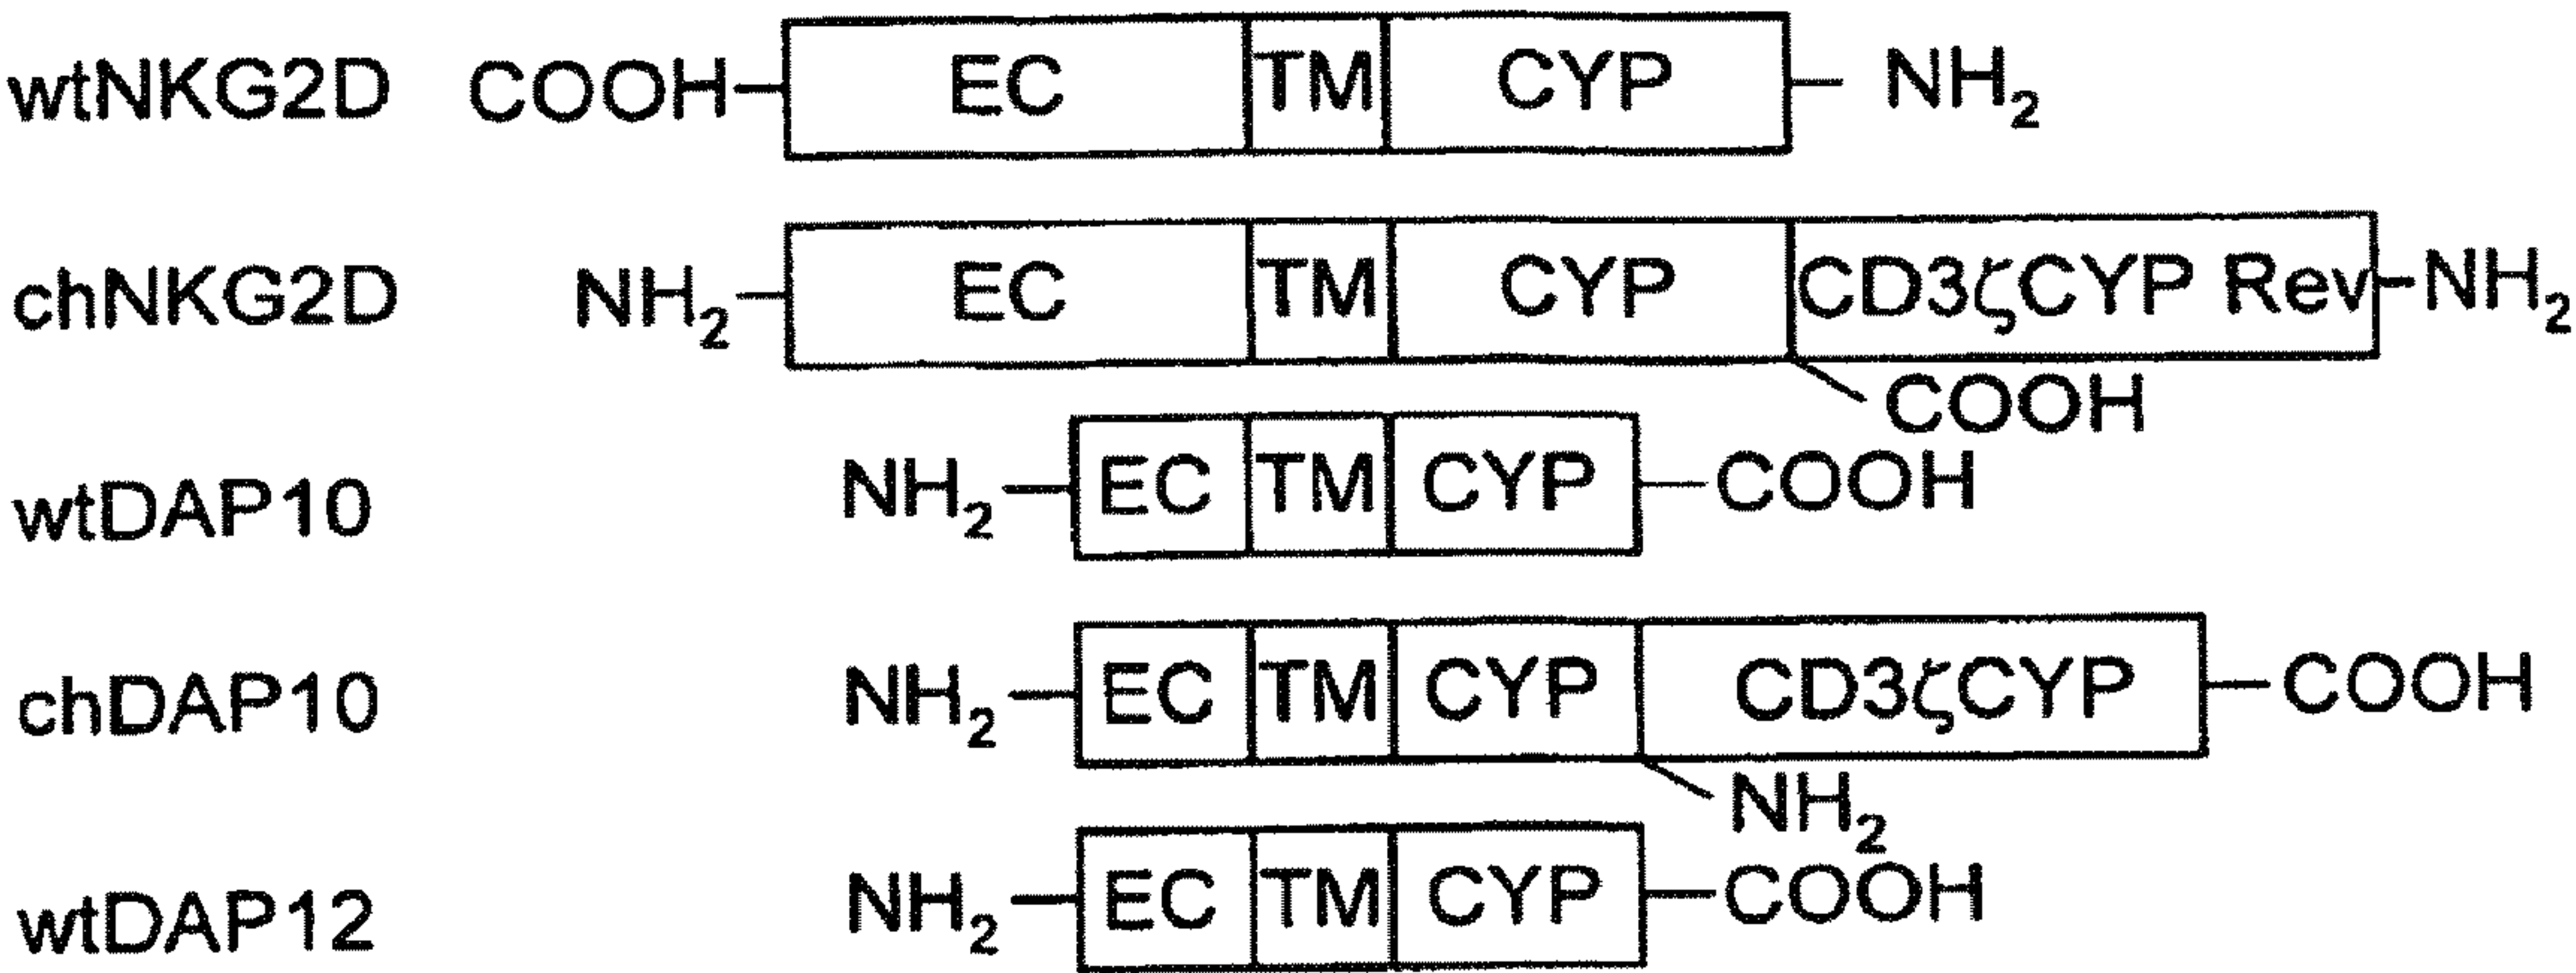 wtNKG2D COOH EC TM CYP NH₂
chNKG2D NH₂ EC TM CYP CD3ζCYP Rev NH₂
COOH
wtDAP10 NH₂ EC TM CYP COOH
chDAP10 NH₂ EC TM CYP CD3ζCYP COOH
NH₂
wtDAP12 NH₂ EC TM CYP COOH